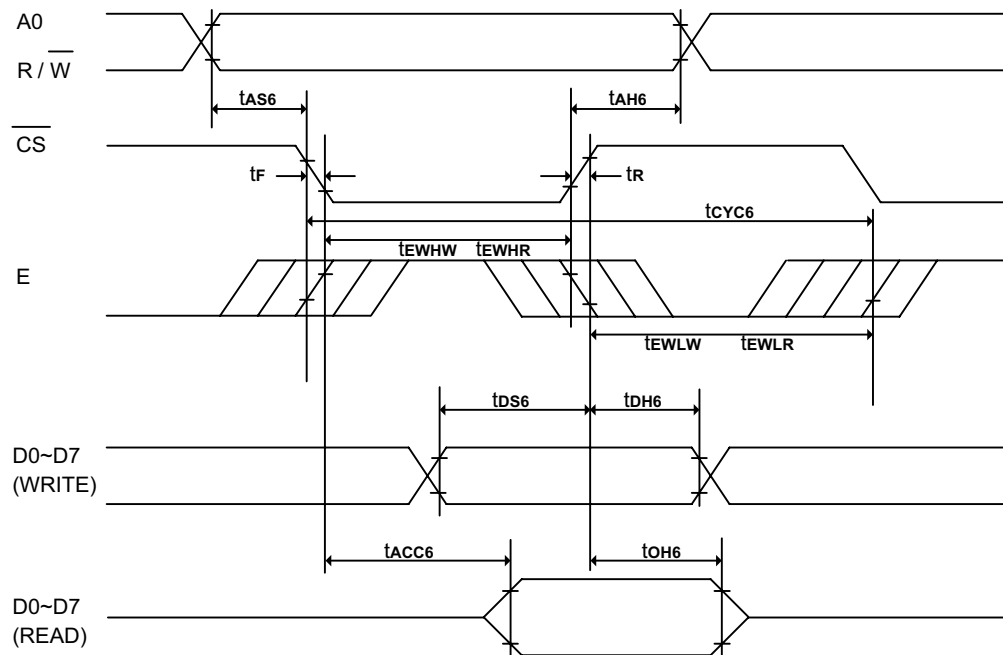 A0
R / W
tAS6 tAH6
CS
tF tR
tCYC6
tEWHW tEWHR
E
tEWLW tEWLR
tDS6 tDH6
D0~D7
(WRITE)
tACC6 tOH6
D0~D7
(READ)